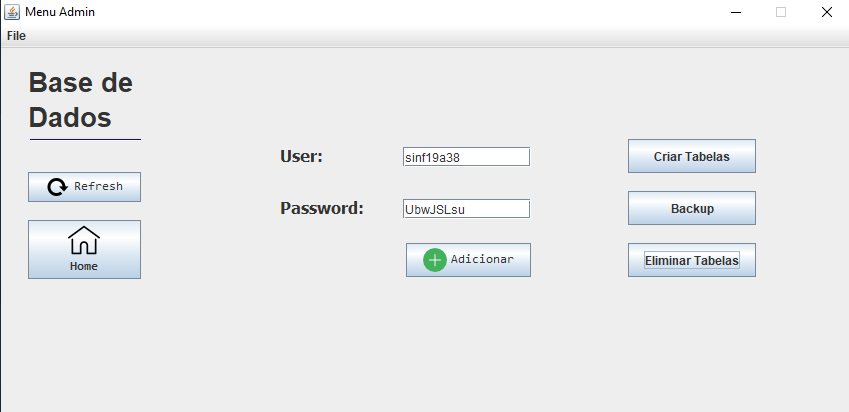 Menu Admin
File
Base de
Dados
Refresh
Home
User:
sinf19a38
Password:
UbwJSLsu
Adicionar
Criar Tabelas
Backup
Eliminar Tabelas